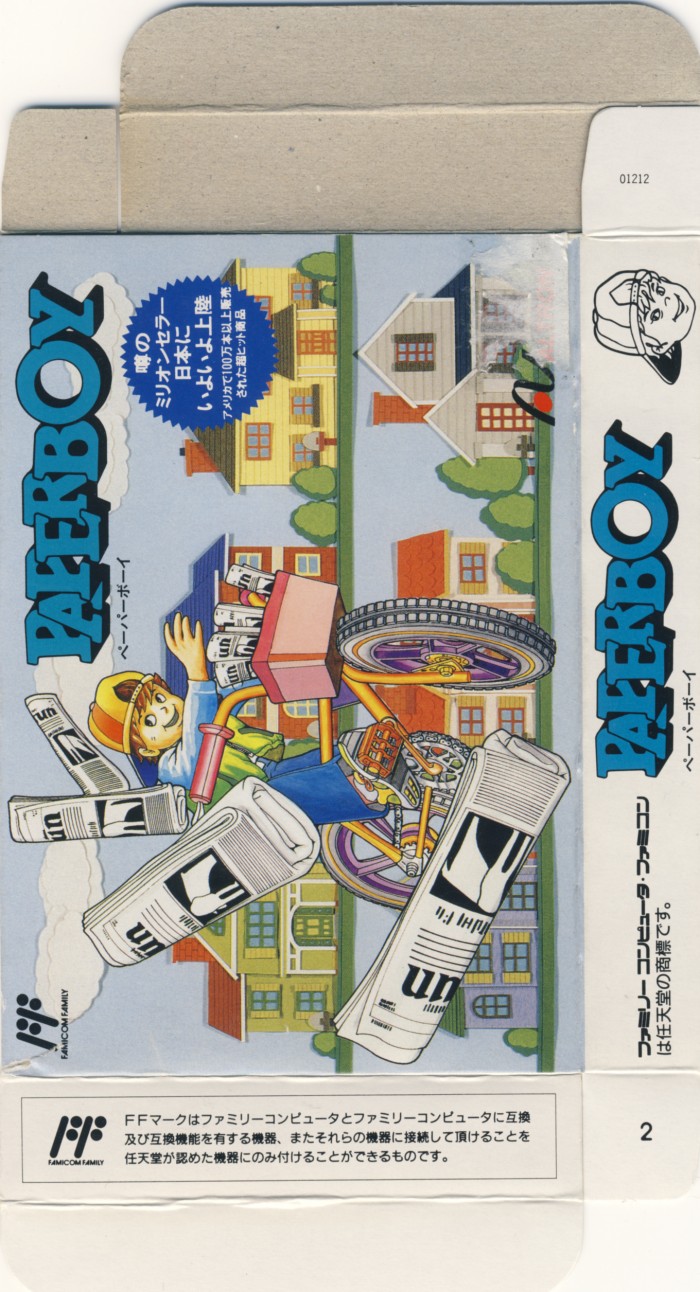 01212
PAPERBOY
ペーパーボーイ
噂の
ミリオンセラー
日本に
いよいよ上陸
アメリカで100万本以上販売
された超ヒット商品
un
un
un
un
un
un
un
FAMICOM FAMILY
PAPERBOY
ペーパーボーイ
ファミリーコンピュータ・ファミコン
は任天堂の商標です。
2
FAMICOM FAMILY
FFマークはファミリーコンピュータとファミリーコンピュータに互換
及び互換機能を有する機器、またそれらの機器に接続して頂けることを
任天堂が認めた機器にのみ付けることができるものです。